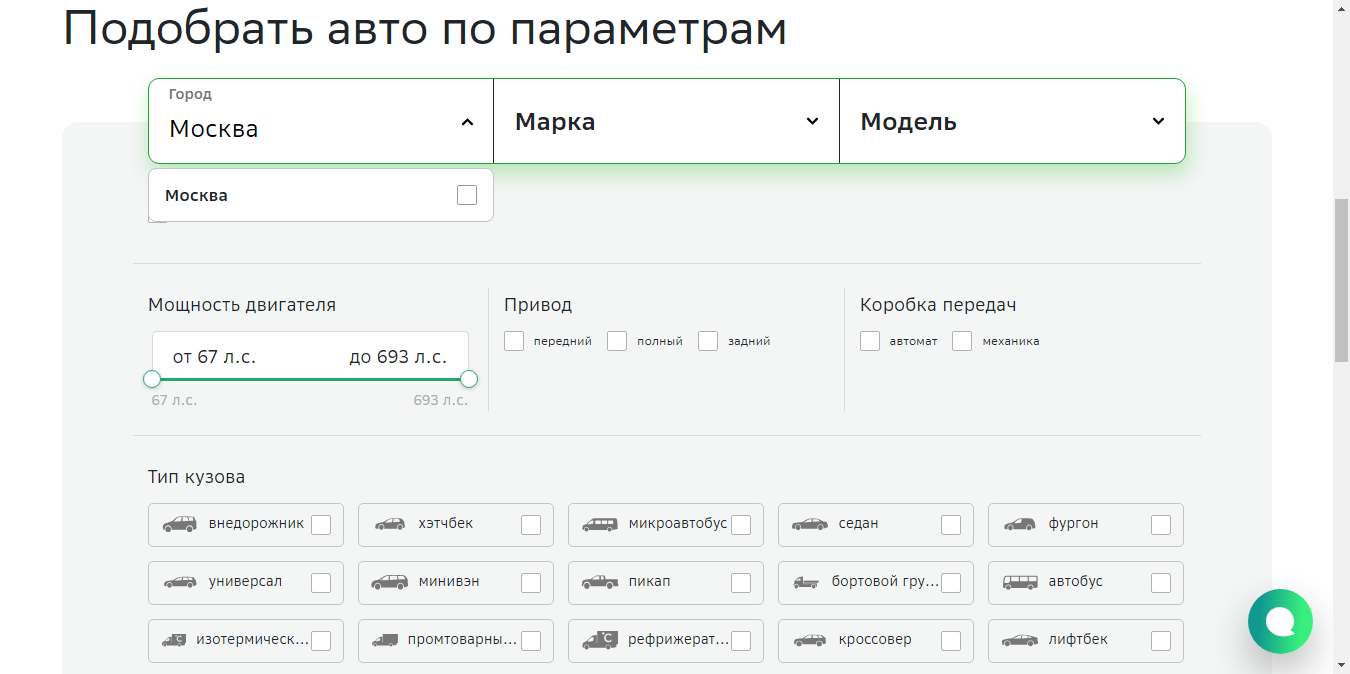 Подобрать авто по параметрам
Город
Москва
Марка
Модель
Москва
Мощность двигателя
Привод
Коробка передач
передний полный задний
автомат механика
от 67 л.с. до 693 л.с.
67 л.с. 693 л.с.
Тип кузова
внедорожник хэтчбек микроавтобус седан фургон
универсал минивэн пикап бортовой гру... автобус
изотермическ... промтоварны... рефрижерат... кроссовер лифтбек